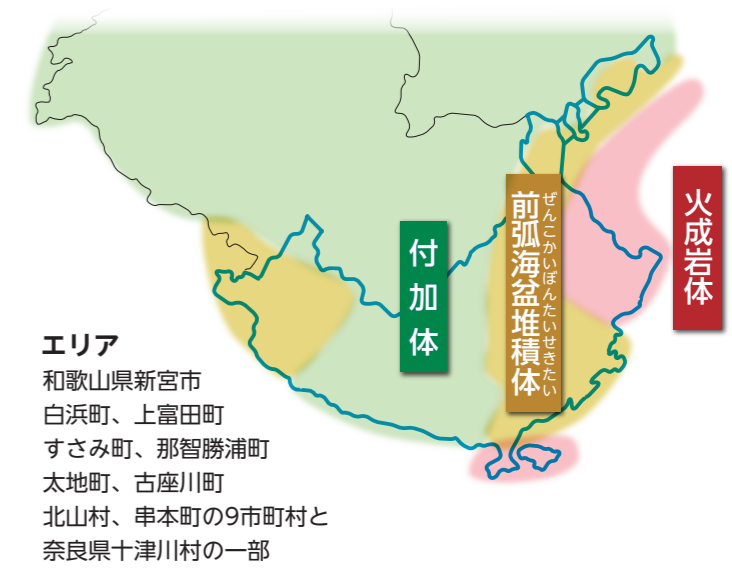 火成岩体
前弧海盆堆積体
ぜんこかいぼんたいせきたい
付加体
エリア
和歌山県新宮市
白浜町、上富田町
すさみ町、那智勝浦町
太地町、古座川町
北山村、串本町の9市町村と
奈良県十津川村の一部